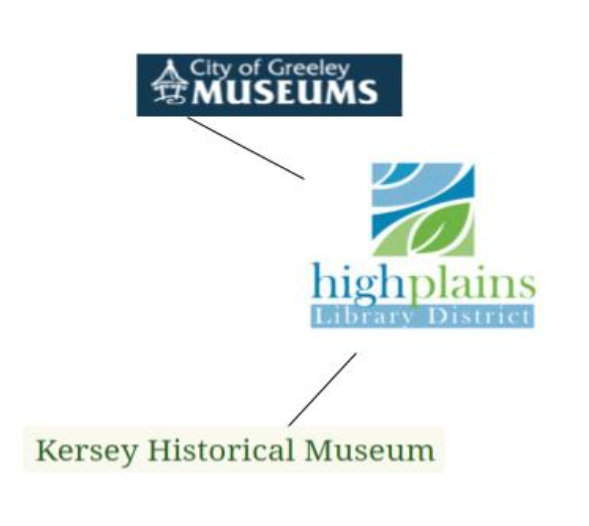 City of Greeley
MUSEUMS
highplains
Library District
Kersey Historical Museum